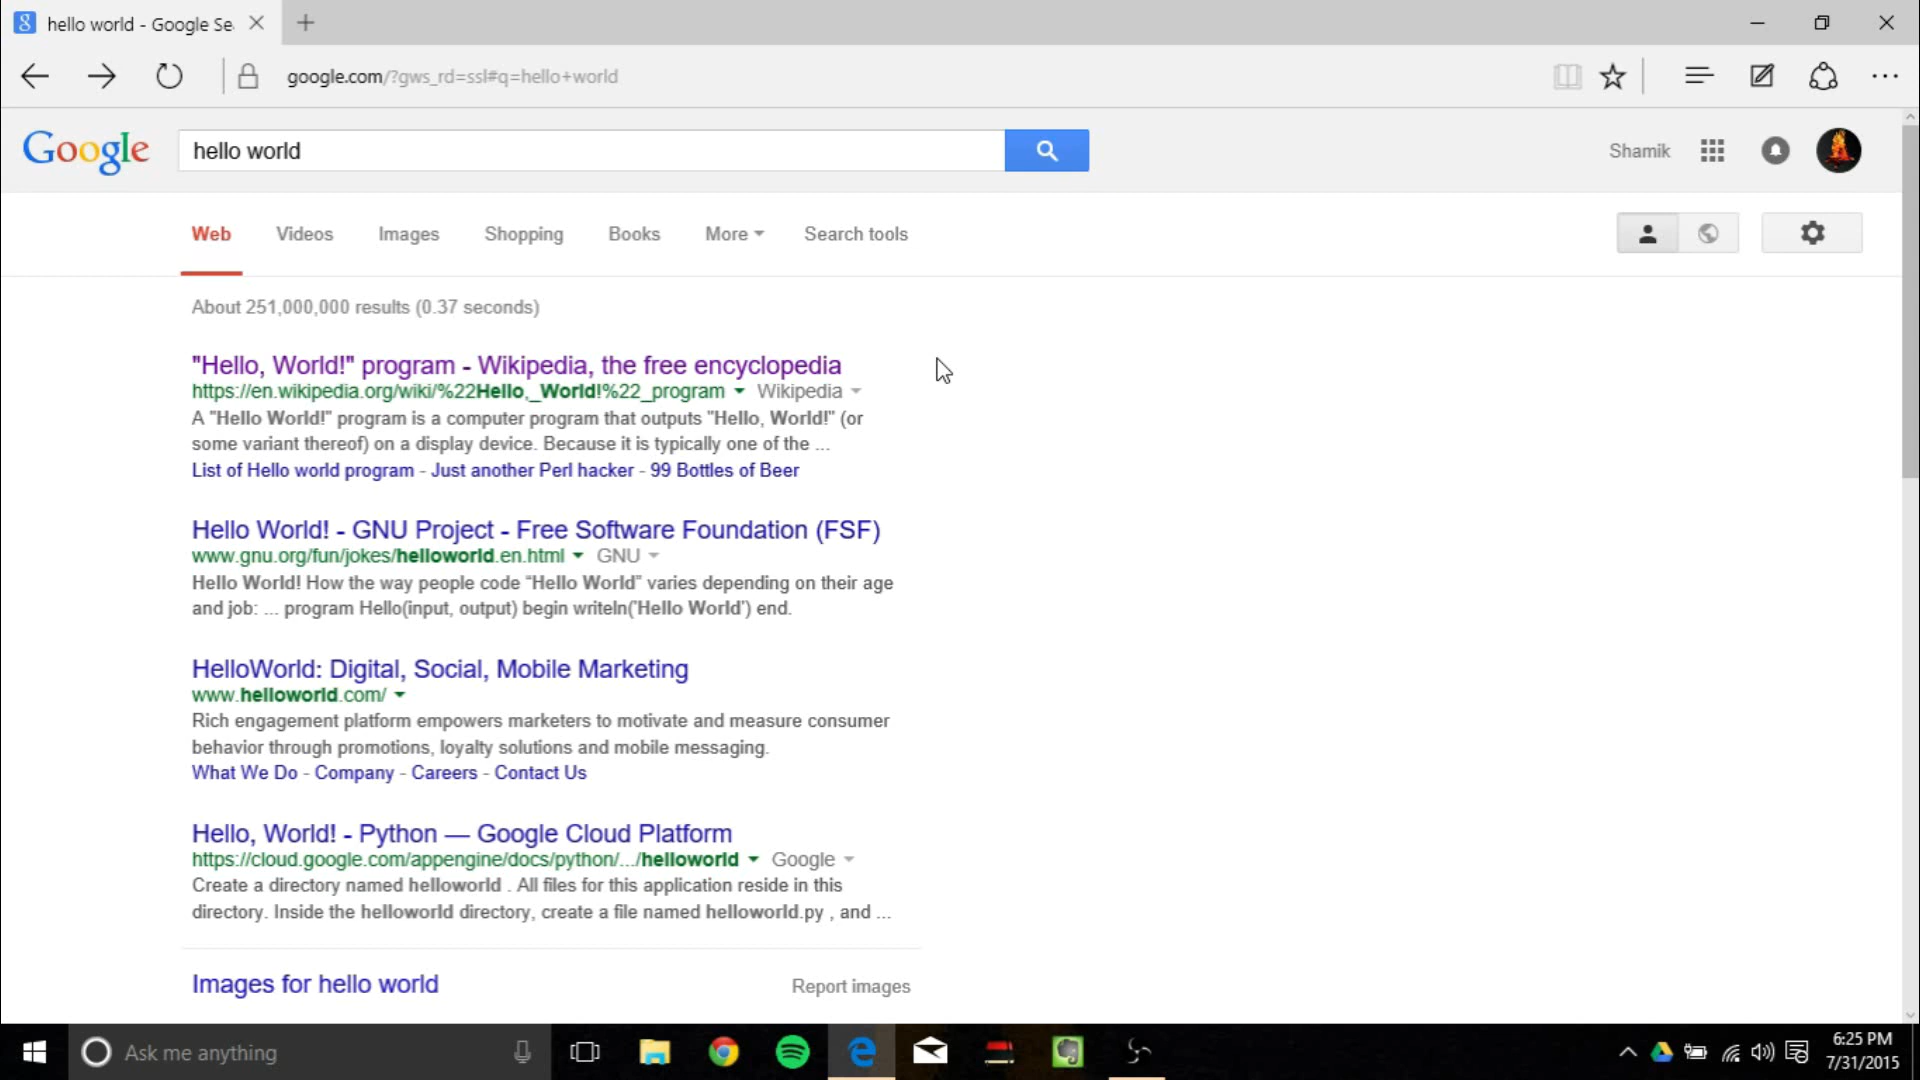 hello world - Google Se
google.com/?gws_rd=ssl#q=hello+world
Google
hello world
Shamik
Web Videos Images Shopping Books More Search tools
About 251,000,000 results (0.37 seconds)
"Hello, World!" program - Wikipedia, the free encyclopedia
https://en.wikipedia.org/wiki/%22Hello,_World!%22_program Wikipedia
A "Hello World!" program is a computer program that outputs "Hello, World!" (or
some variant thereof) on a display device. Because it is typically one of the ...
List of Hello world program - Just another Perl hacker - 99 Bottles of Beer
Hello World! - GNU Project - Free Software Foundation (FSF)
www.gnu.org/fun/jokes/helloworld.en.html GNU
Hello World! How the way people code “Hello World” varies depending on their age
and job: ... program Hello(input, output) begin writeln('Hello World') end.
HelloWorld: Digital, Social, Mobile Marketing
www.helloworld.com/
Rich engagement platform empowers marketers to motivate and measure consumer
behavior through promotions, loyalty solutions and mobile messaging.
What We Do - Company - Careers - Contact Us
Hello, World! - Python — Google Cloud Platform
https://cloud.google.com/appengine/docs/python/.../helloworld Google
Create a directory named helloworld . All files for this application reside in this
directory. Inside the helloworld directory, create a file named helloworld.py , and ...
Images for hello world
Report images
Ask me anything
6:25 PM
7/31/2015